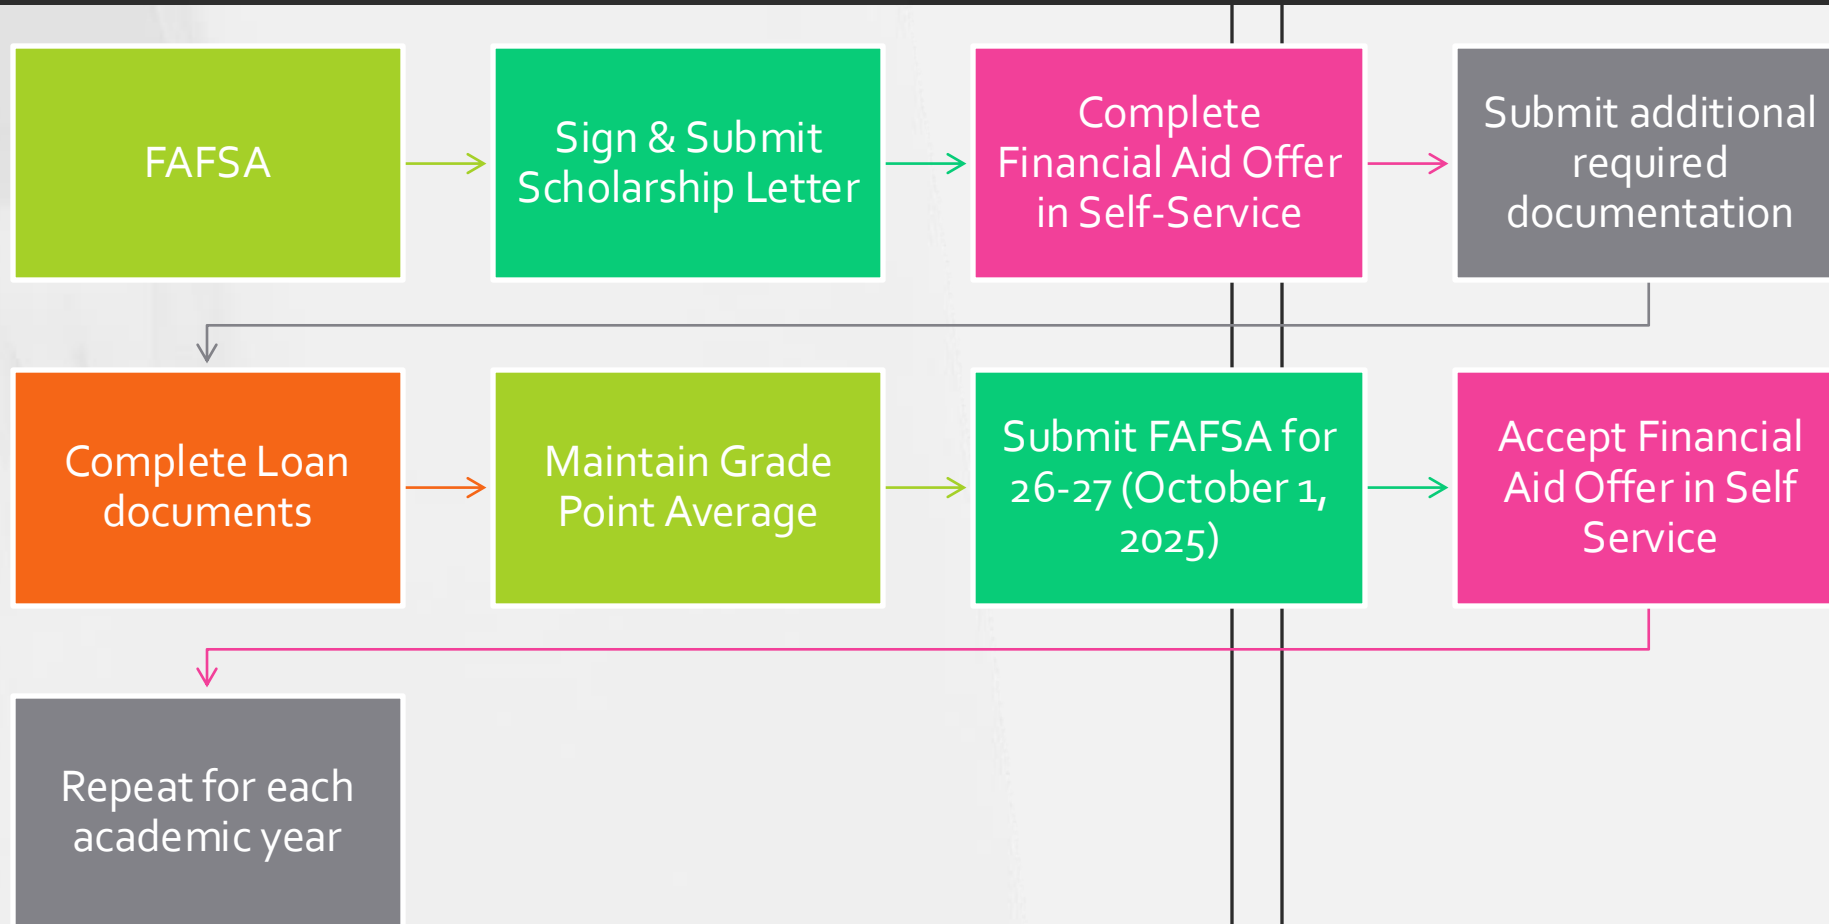 FAFSA
Sign & Submit
Scholarship Letter
Complete
Financial Aid Offer
in Self-Service
Submit additional
required
documentation
Complete Loan
documents
Maintain Grade
Point Average
Submit FAFSA for
26-27 (October 1,
2025)
Accept Financial
Aid Offer in Self
Service
Repeat for each
academic year